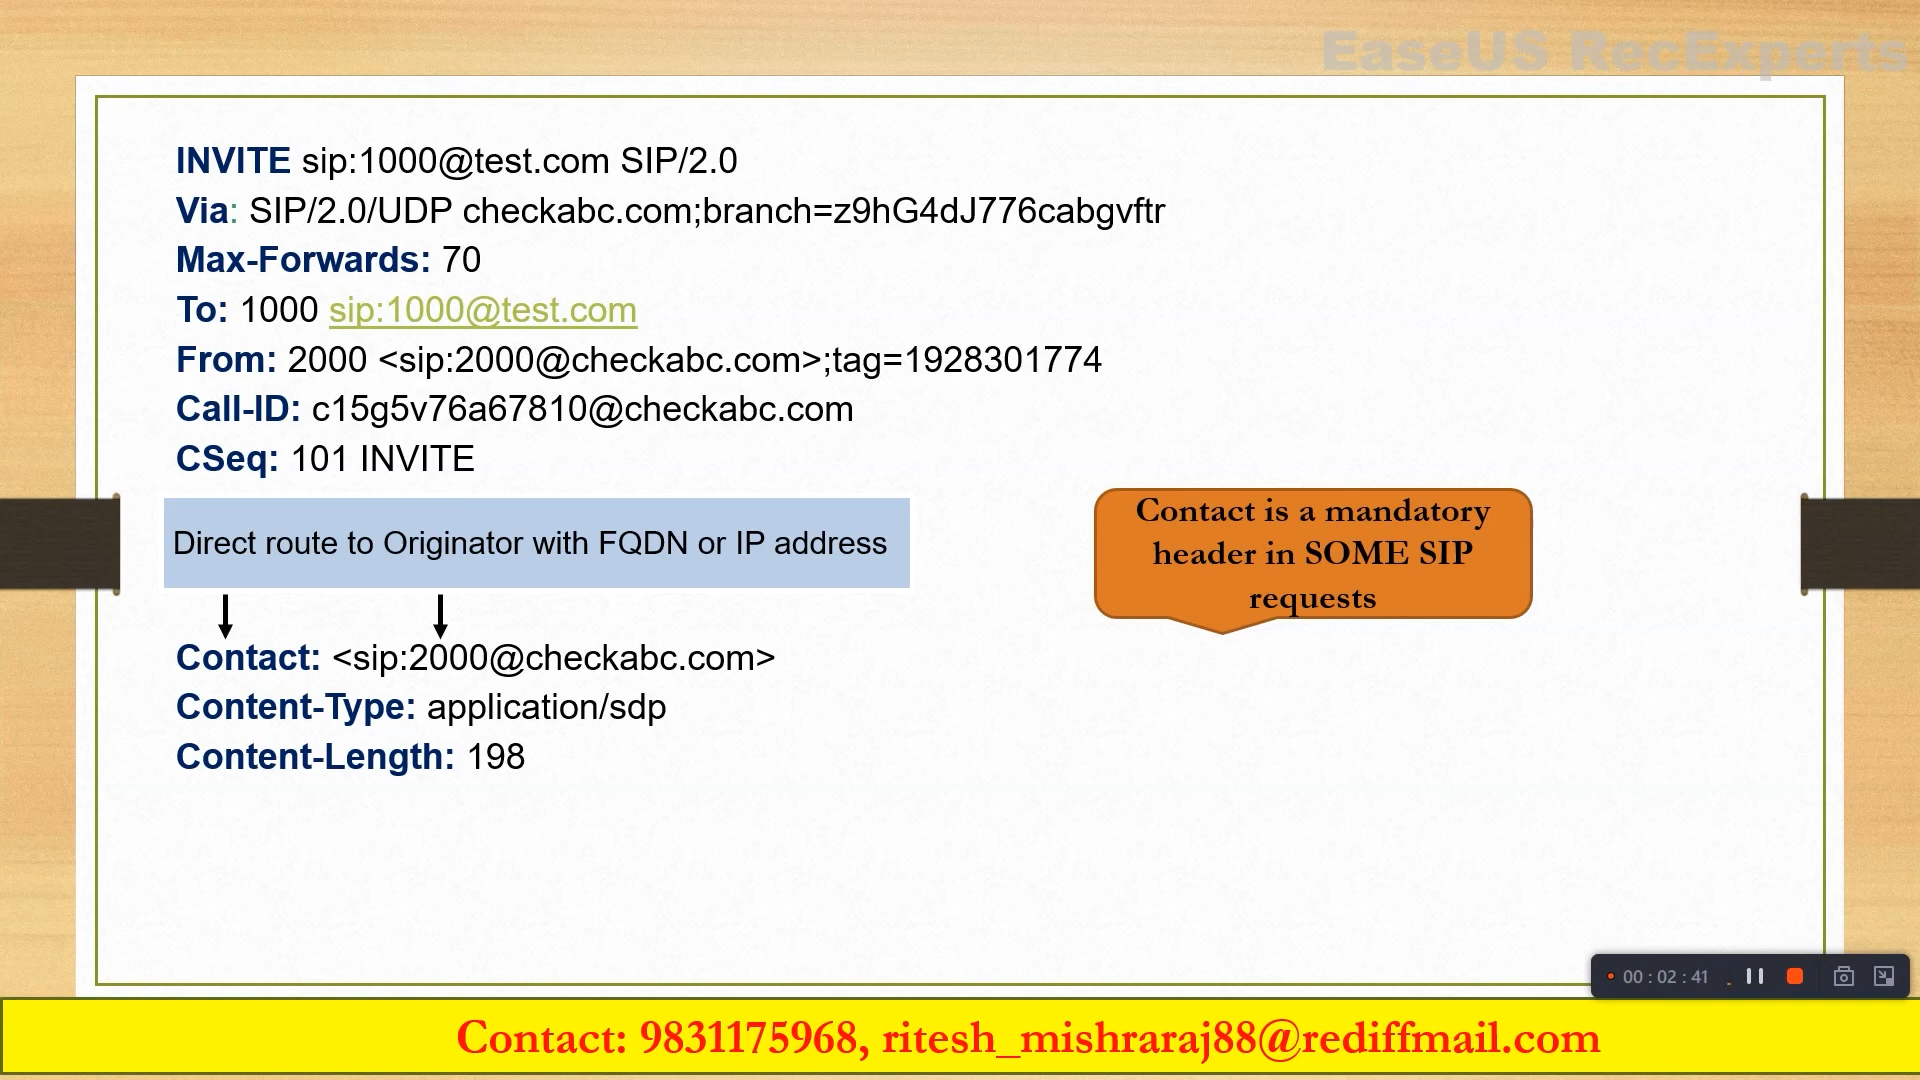 EaseUS RecExperts
INVITE sip:1000@test.com SIP/2.0
Via: SIP/2.0/UDP checkabc.com;branch=z9hG4dJ776cabgvftr
Max-Forwards: 70
To: 1000 sip:1000@test.com
From: 2000 <sip:2000@checkabc.com>;tag=1928301774
Call-ID: c15g5v76a67810@checkabc.com
CSeq: 101 INVITE
Direct route to Originator with FQDN or IP address
Contact is a mandatory
header in SOME SIP
requests
Contact: <sip:2000@checkabc.com>
Content-Type: application/sdp
Content-Length: 198
00 : 02 : 41
Contact: 9831175968, ritesh_mishraraj88@rediffmail.com